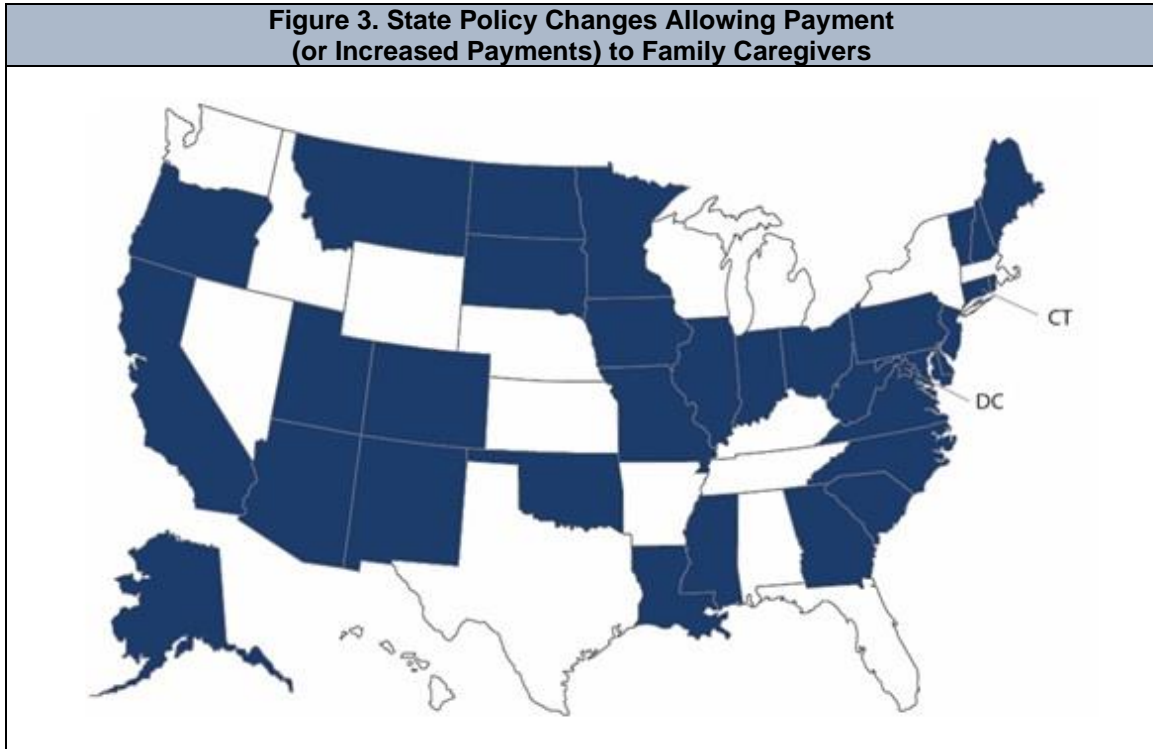 Figure 3. State Policy Changes Allowing Payment
(or Increased Payments) to Family Caregivers
CT
DC